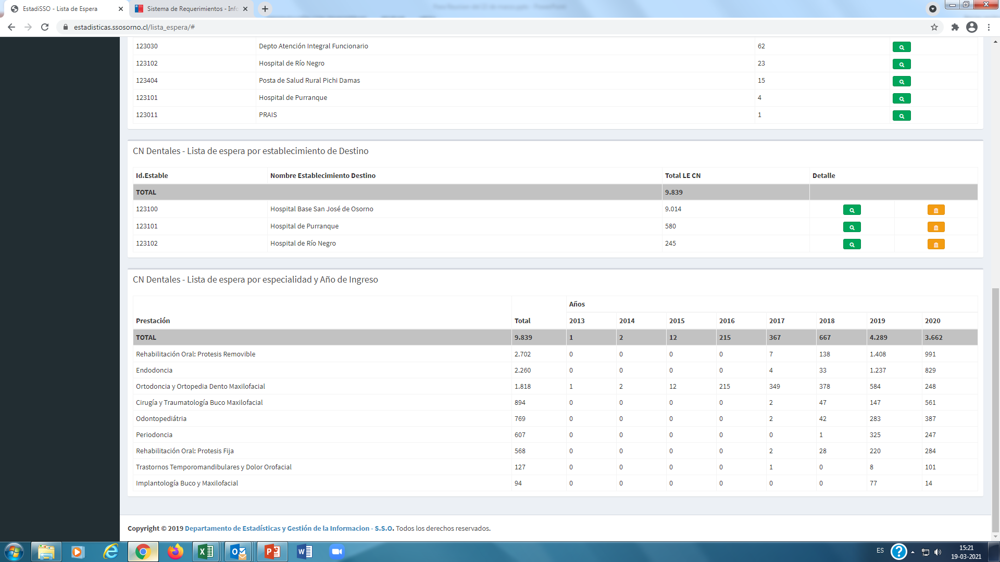 EstadiSSO - Lista de Espera
Sistema de Requerimientos - Info
estadisticas.ssosorno.cl/lista_espera/#
123030 Depto Atención Integral Funcionario 62
123102 Hospital de Río Negro 23
123404 Posta de Salud Rural Pichi Damas 15
123101 Hospital de Purranque 4
123011 PRAIS 1
CN Dentales - Lista de espera por establecimiento de Destino
Id.Estable Nombre Establecimiento Destino Total LE CN Detalle
TOTAL 9.839
123100 Hospital Base San José de Osorno 9.014
123101 Hospital de Purranque 580
123102 Hospital de Río Negro 245
CN Dentales - Lista de espera por especialidad y Año de Ingreso
Años
Prestación Total 2013 2014 2015 2016 2017 2018 2019 2020
TOTAL 9.839 1 2 12 215 367 667 4.289 3.662
Rehabilitación Oral: Protesis Removible 2.702 0 0 0 0 7 138 1.408 991
Endodoncia 2.260 0 0 0 0 4 33 1.237 829
Ortodoncia y Ortopedia Dento Maxilofacial 1.818 1 2 12 215 349 378 584 248
Cirugía y Traumatología Buco Maxilofacial 894 0 0 0 0 2 47 147 561
Odontopediátria 769 0 0 0 0 2 42 283 387
Periodoncia 607 0 0 0 0 0 1 325 247
Rehabilitación Oral: Protesis Fija 568 0 0 0 0 2 28 220 284
Trastornos Temporomandibulares y Dolor Orofacial 127 0 0 0 0 1 0 8 101
Implantología Buco y Maxilofacial 94 0 0 0 0 0 0 77 14
Copyright © 2019 Departamento de Estadísticas y Gestión de la Informacion - S.S.O. Todos los derechos reservados.
ES
15:21
19-03-2021